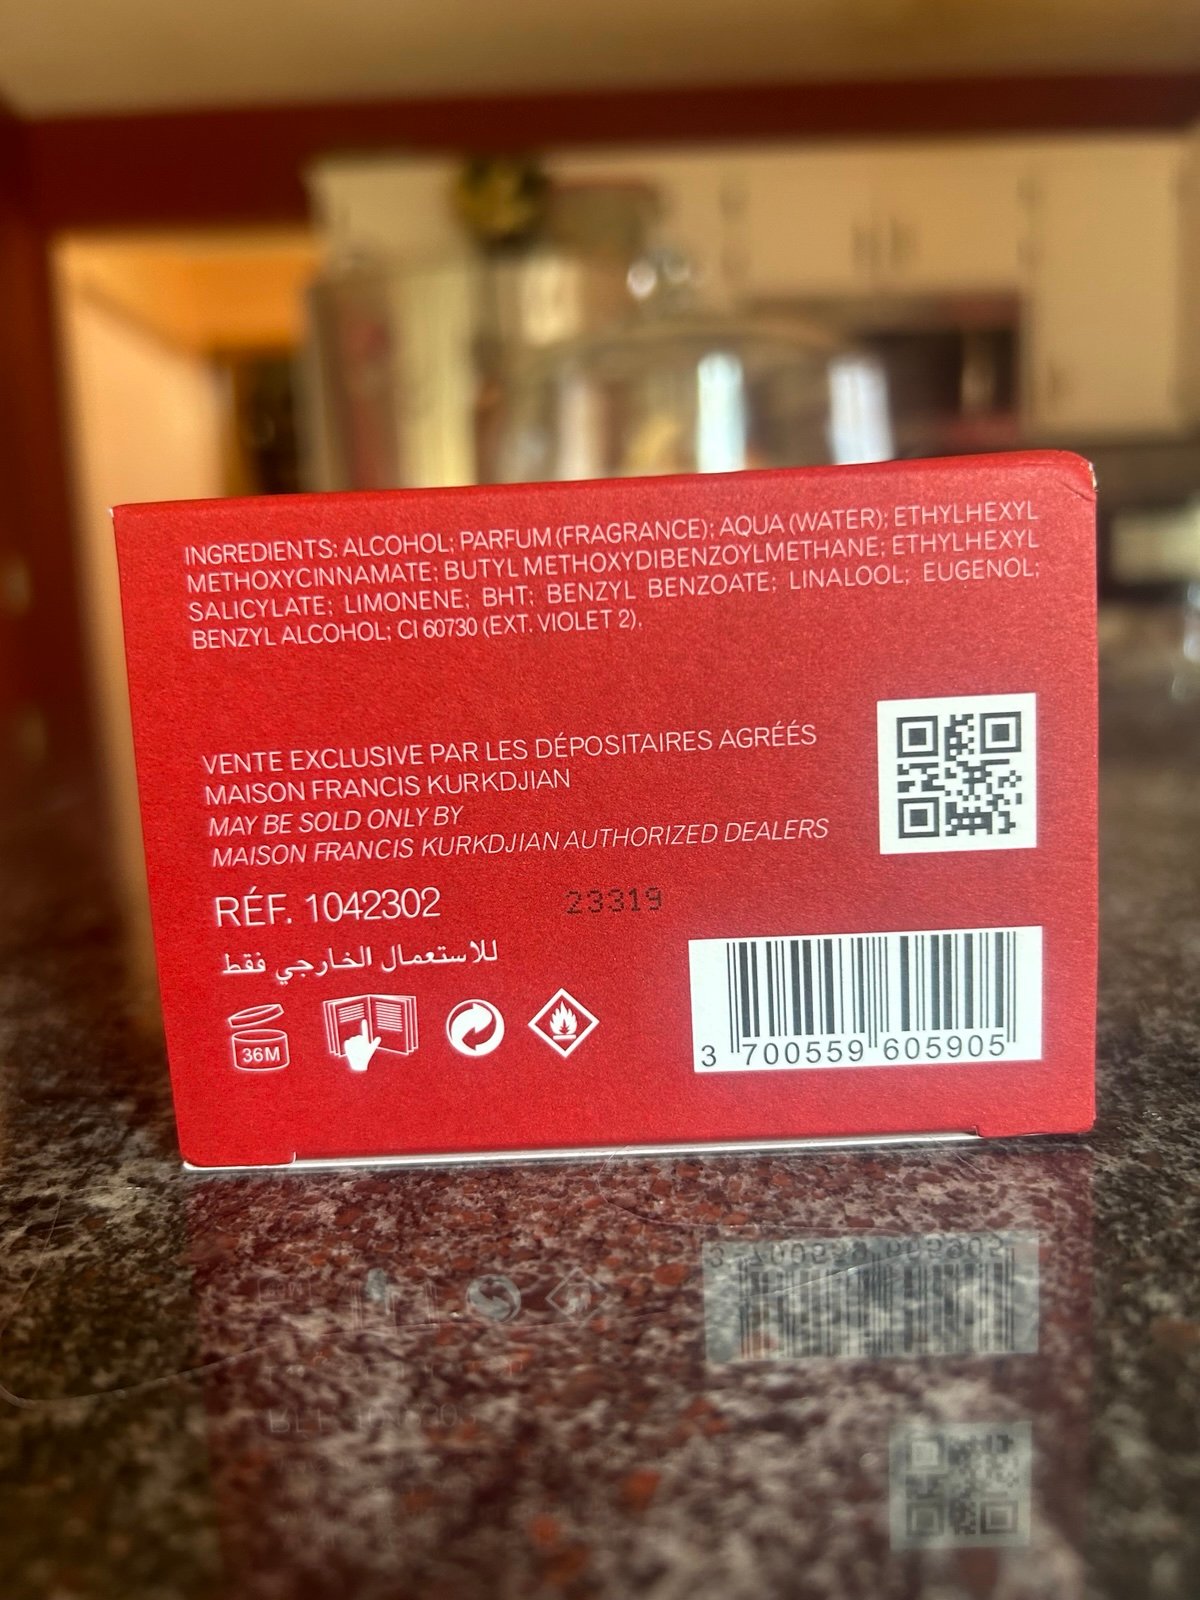 INGREDIENTS: ALCOHOL; PARFUM (FRAGRANCE); AQUA (WATER); ETHYLHEXYL
METHOXYCINNAMATE; BUTYL METHOXYDIBENZOYLMETHANE; ETHYLHEXYL
SALICYLATE; LIMONENE; BHT; BENZYL BENZOATE; LINALOOL; EUGENOL;
BENZYL ALCOHOL; CI 60730 (EXT. VIOLET 2).
VENTE EXCLUSIVE PAR LES DÉPOSITAIRES AGRÉÉS
MAISON FRANCIS KURKDJIAN
MAY BE SOLD ONLY BY
MAISON FRANCIS KURKDJIAN AUTHORIZED DEALERS
RÉF. 1042302 23319
للاستعمال الخارجي فقط
36M
3 700559 605905